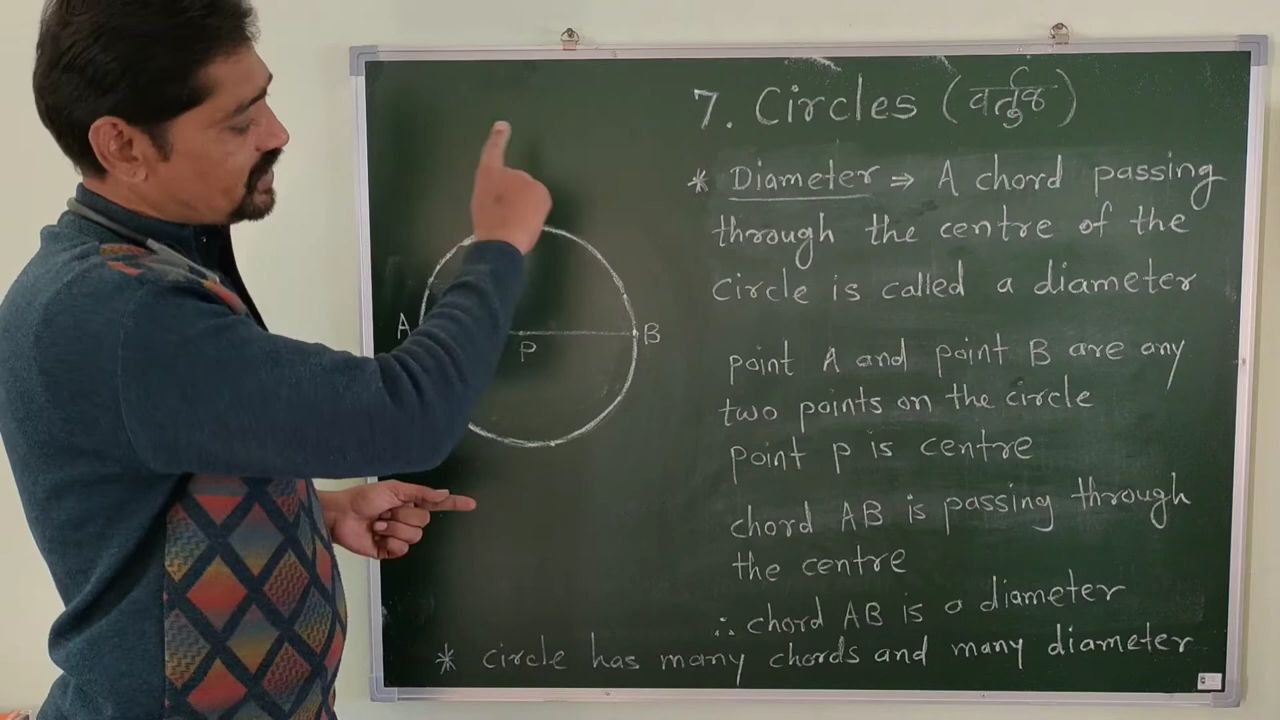 7. Circles (वर्तुळ)
* Diameter ⇒ A chord passing
through the centre of the
circle is called a diameter
A
B
P
point A and point B are any
two points on the circle
point p is centre
chord AB is passing through
the centre
∴ chord AB is a diameter
* circle has many chords and many diameter